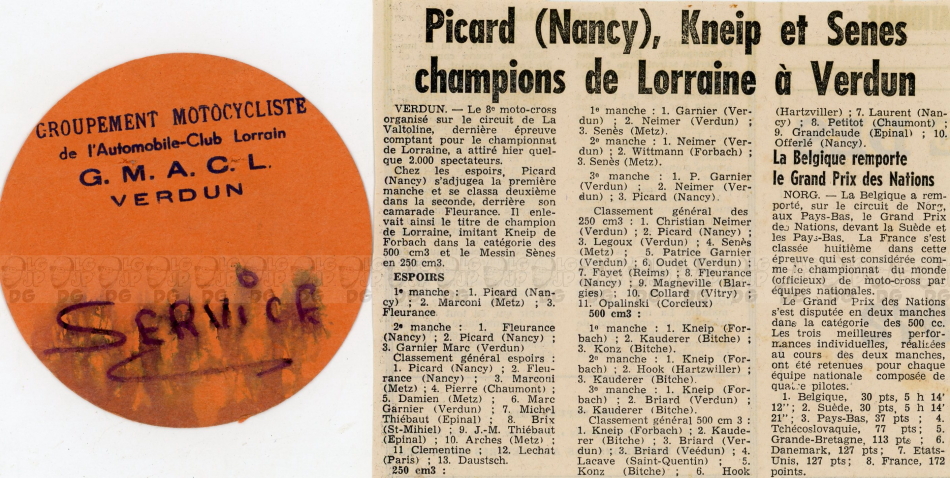 GROUPEMENT MOTOCYCLISTE
de l'Automobile-Club Lorrain
G. M. A. C. L.
VERDUN
SERVICE
Picard (Nancy), Kneip et Senes
champions de Lorraine à Verdun
VERDUN. — Le 8e moto-cross
organisé sur le circuit de La
Valtoline, dernière épreuve
comptant pour le championnat
de Lorraine, a attiré hier quel-
que 2.000 spectateurs.
Chez les espoirs, Picard
(Nancy) s'adjugea la première
manche et se classa deuxième
dans la seconde, derrière son
camarade Fleurance. Il enle-
vait ainsi le titre de champion
de Lorraine, imitant Kneip de
Forbach dans la catégorie des
500 cm3 et le Messin Sènes
en 250 cm3.
ESPOIRS
1e manche : 1. Picard (Nan-
cy) ; 2. Marconi (Metz) ; 3.
Fleurance
2e manche : 1. Fleurance
(Nancy) ; 2. Picard (Nancy) ;
3. Garnier Marc (Verdun)
Classement général espoirs :
1. Picard (Nancy) ; 2. Fleu-
rance (Nancy) ; 3. Marconi
(Metz) ; 4. Pierre (Chaumont) ;
5. Damien (Metz) ; 6. Marc
Garnier (Verdun) ; 7. Michel
Thiébaut (Epinal) ; 8. Brix
(St-Mihiel) ; 9. J.-M. Thiébaut
(Epinal) ; 10. Arches (Metz) ;
11 Clementine ; 12. Lechat
(Paris) ; 13. Daustsch.
250 cm3 :
1e manche : 1. Garnier (Ver-
dun) ; 2. Neimer (Verdun) ;
3. Senès (Metz).
2e manche : 1. Neimer (Ver-
dun) ; 2. Wittmann (Forbach) ;
3. Senès (Metz).
3e manche : 1. P. Garnier
(Verdun) ; 2. Neimer (Ver-
dun) ; 3. Picard (Nancy).
Classement général des
250 cm3 : 1. Christian Neimer
(Verdun) ; 2. Picard (Nancy) ;
3. Legoux (Verdun) ; 4. Senès
(Metz) ; 5. Patrice Garnier
(Verdun) ; 6. Oudet (Verdun) ;
7. Fayet (Reims) ; 8. Fleurance
(Nancy) ; 9. Magneville (Blar-
gies) ; 10. Collard (Vitry) ;
11. Opalinski (Corcieux)
500 cm3 :
1e manche : 1. Kneip (For-
bach) ; 2. Kauderer (Bitche) ;
3. Konz (Bitche).
2e manche : 1. Kneip (For-
bach) ; 2. Hook (Hartzwiller) ;
3. Kauderer (Bitche).
3e manche : 1. Kneip (For-
bach) ; 2. Briard (Verdun) ;
3. Kauderer (Bitche).
Classement général 500 cm 3 :
1. Kneip (Forbach) ; 2. Kaude-
rer (Bitche) ; 3. Briard (Ver-
dun) ; 3. Briard (Veédun) ; 4.
Lacave (Saint-Quentin) ; 5.
Konz (Bitche) ; 6. Hook
(Hartzviller) ; 7. Laurent (Nan-
cy) ; 8. Petitot (Chaumont) ;
9. Grandclaude (Epinal) ; 10.
Offerlé (Nancy).
La Belgique remporte
le Grand Prix des Nations
NORG. — La Belgique a rem-
porté, sur le circuit de Norg,
aux Pays-Bas, le Grand Prix
des Nations, devant la Suède et
les Pays-Bas. La France s'est
classée huitième dans cette
épreuve qui est considérée com-
me le championnat du monde
(officieux) de moto-cross par
équipes nationales.
Le Grand Prix des Nations
s'est disputée en deux manches
dans la catégorie des 500 cc.
Les trois meilleures perfor-
mances individuelles, réalisées
au cours des deux manches,
ont été retenues pour chaque
équipe nationale composée de
quatre pilotes.
1. Belgique, 30 pts, 5 h 14'
12'' ; 2. Suède, 30 pts, 5 h 14'
21'' ; 3. Pays-Bas, 37 pts ; 4.
Tchécoslovaquie, 77 pts ; 5.
Grande-Bretagne, 113 pts ; 6.
Danemark, 127 pts ; 7. Etats-
Unis, 127 pts ; 8. France, 172
points.